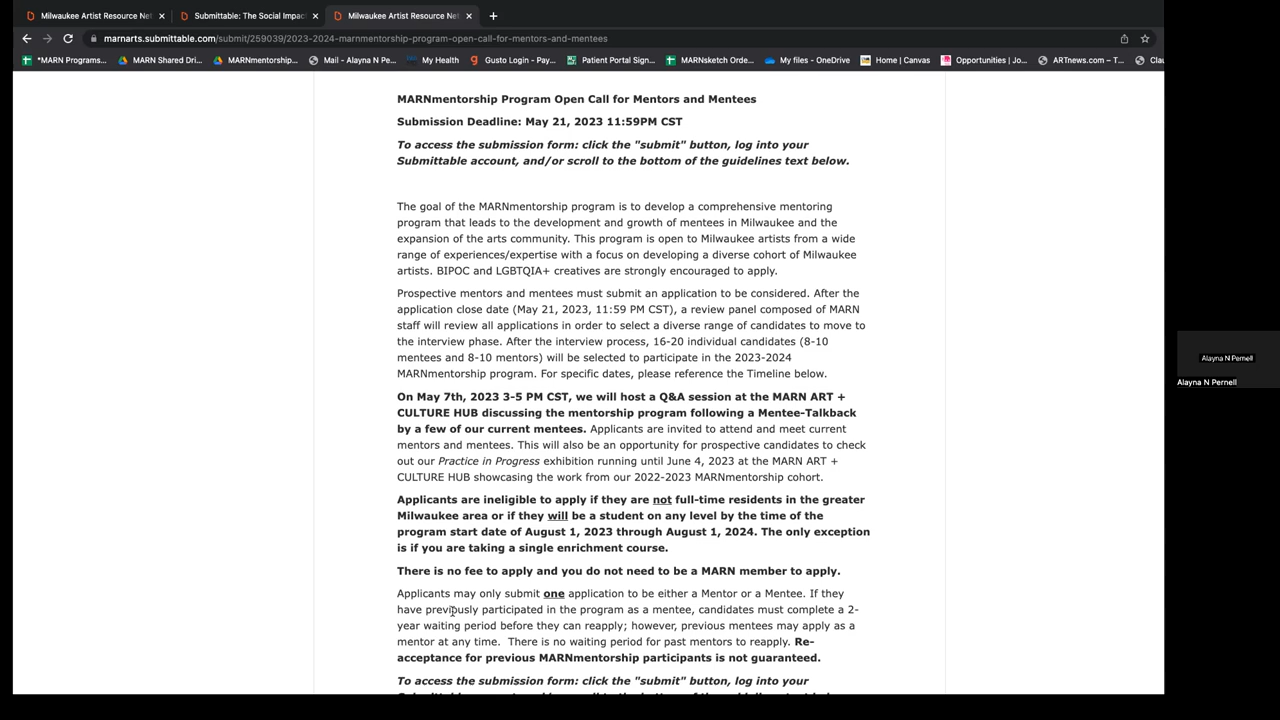 Milwaukee Artist Resource Net
Submittable: The Social Impac
Milwaukee Artist Resource Net
marnarts.submittable.com/submit/259039/2023-2024-marnmentorship-program-open-call-for-mentors-and-mentees
*MARN Programs... MARN Shared Dri... MARNmentorship... Mail - Alayna N Pe... My Health Gusto Login - Pay... Patient Portal Sign... MARNsketch Orde... My files - OneDrive Home | Canvas Opportunities | Jo... ARTnews.com – T... Clau
MARNmentorship Program Open Call for Mentors and Mentees
Submission Deadline: May 21, 2023 11:59PM CST
To access the submission form: click the "submit" button, log into your
Submittable account, and/or scroll to the bottom of the guidelines text below.
The goal of the MARNmentorship program is to develop a comprehensive mentoring
program that leads to the development and growth of mentees in Milwaukee and the
expansion of the arts community. This program is open to Milwaukee artists from a wide
range of experiences/expertise with a focus on developing a diverse cohort of Milwaukee
artists. BIPOC and LGBTQIA+ creatives are strongly encouraged to apply.
Prospective mentors and mentees must submit an application to be considered. After the
application close date (May 21, 2023, 11:59 PM CST), a review panel composed of MARN
staff will review all applications in order to select a diverse range of candidates to move to
the interview phase. After the interview process, 16-20 individual candidates (8-10
mentees and 8-10 mentors) will be selected to participate in the 2023-2024
MARNmentorship program. For specific dates, please reference the Timeline below.
On May 7th, 2023 3-5 PM CST, we will host a Q&A session at the MARN ART +
CULTURE HUB discussing the mentorship program following a Mentee-Talkback
by a few of our current mentees. Applicants are invited to attend and meet current
mentors and mentees. This will also be an opportunity for prospective candidates to check
out our Practice in Progress exhibition running until June 4, 2023 at the MARN ART +
CULTURE HUB showcasing the work from our 2022-2023 MARNmentorship cohort.
Applicants are ineligible to apply if they are not full-time residents in the greater
Milwaukee area or if they will be a student on any level by the time of the
program start date of August 1, 2023 through August 1, 2024. The only exception
is if you are taking a single enrichment course.
There is no fee to apply and you do not need to be a MARN member to apply.
Applicants may only submit one application to be either a Mentor or a Mentee. If they
have previously participated in the program as a mentee, candidates must complete a 2-
year waiting period before they can reapply; however, previous mentees may apply as a
mentor at any time. There is no waiting period for past mentors to reapply. Re-
acceptance for previous MARNmentorship participants is not guaranteed.
To access the submission form: click the "submit" button, log into your
Alayna N Pernell
Alayna N Pernell